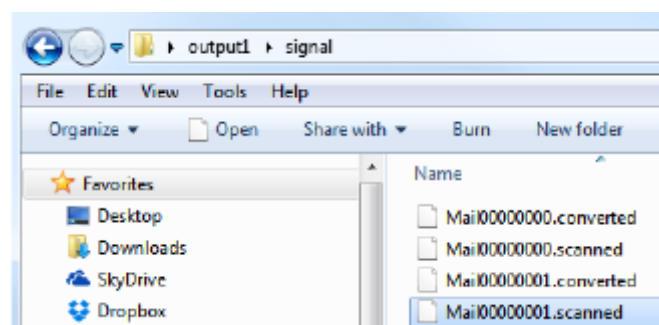 output1 signal
File Edit View Tools Help
Organize Open Share with Burn New folder
Favorites
Desktop
Downloads
SkyDrive
Dropbox
Name
Mail00000000.converted
Mail00000000.scanned
Mail00000001.converted
Mail00000001.scanned